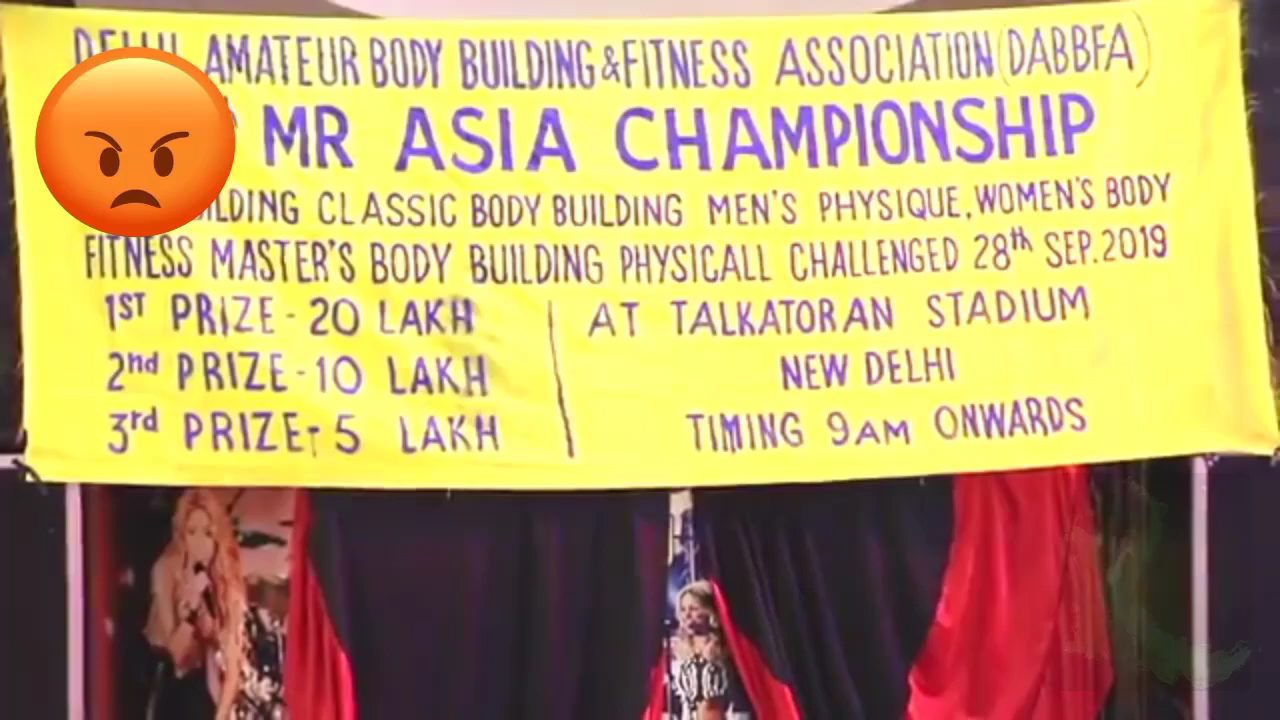 AMATEUR BODY BUILDING & FITNESS ASSOCIATION (DABBFA)
MR ASIA CHAMPIONSHIP
CLASSIC BODY BUILDING MEN'S PHYSIQUE, WOMEN'S BODY
FITNESS MASTER'S BODY BUILDING PHYSICALL CHALLENGED 28th SEP. 2019
1ST PRIZE - 20 LAKH
2nd PRIZE - 10 LAKH
3rd PRIZE - 5 LAKH
AT TALKATORAN STADIUM
NEW DELHI
TIMING 9AM ONWARDS